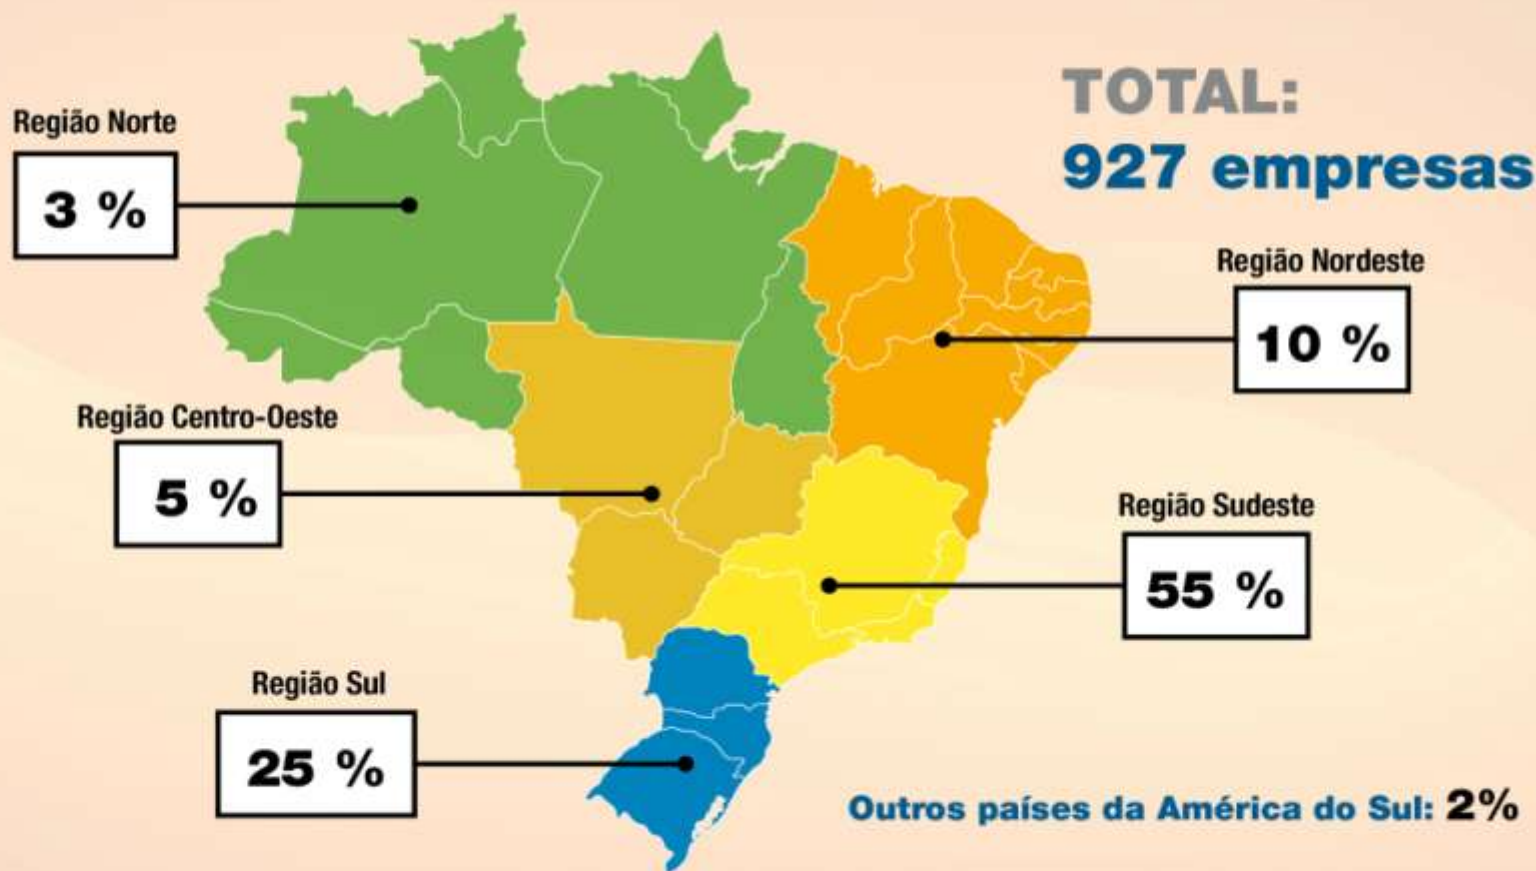 TOTAL:
927 empresas
Região Norte
3 %
Região Nordeste
10 %
Região Centro-Oeste
5 %
Região Sudeste
55 %
Região Sul
25 %
Outros países da América do Sul: 2%